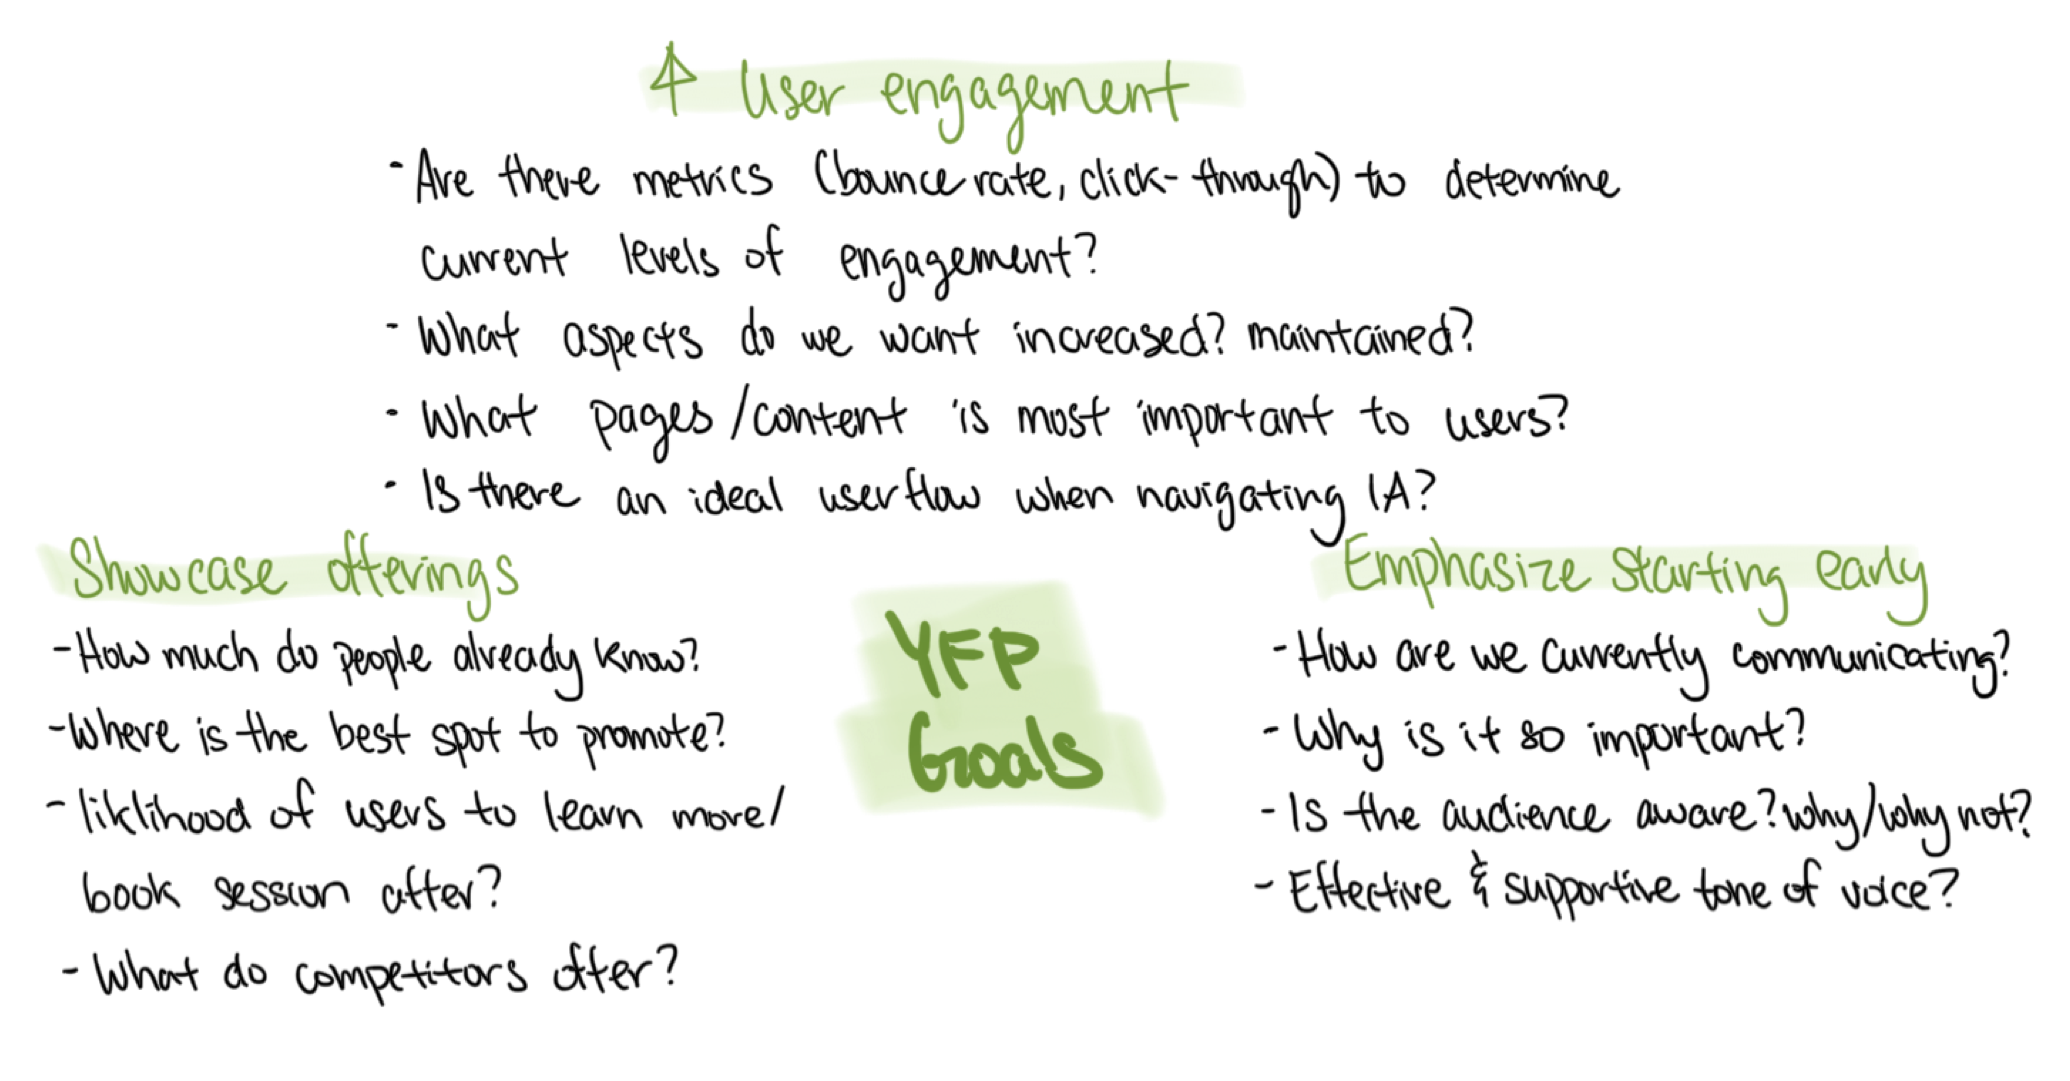 ↑ User engagement
- Are there metrics (bounce rate, click-through) to determine
current levels of engagement?
- What aspects do we want increased? maintained?
- What pages/content is most important to users?
- Is there an ideal userflow when navigating IA?
Showcase offerings
- How much do people already know?
- Where is the best spot to promote?
- liklihood of users to learn more/
book session after?
- What do competitors offer?
YFP
Goals
Emphasize starting early
- How are we currently communicating?
- Why is it so important?
- Is the audience aware? why/why not?
- Effective & supportive tone of voice?